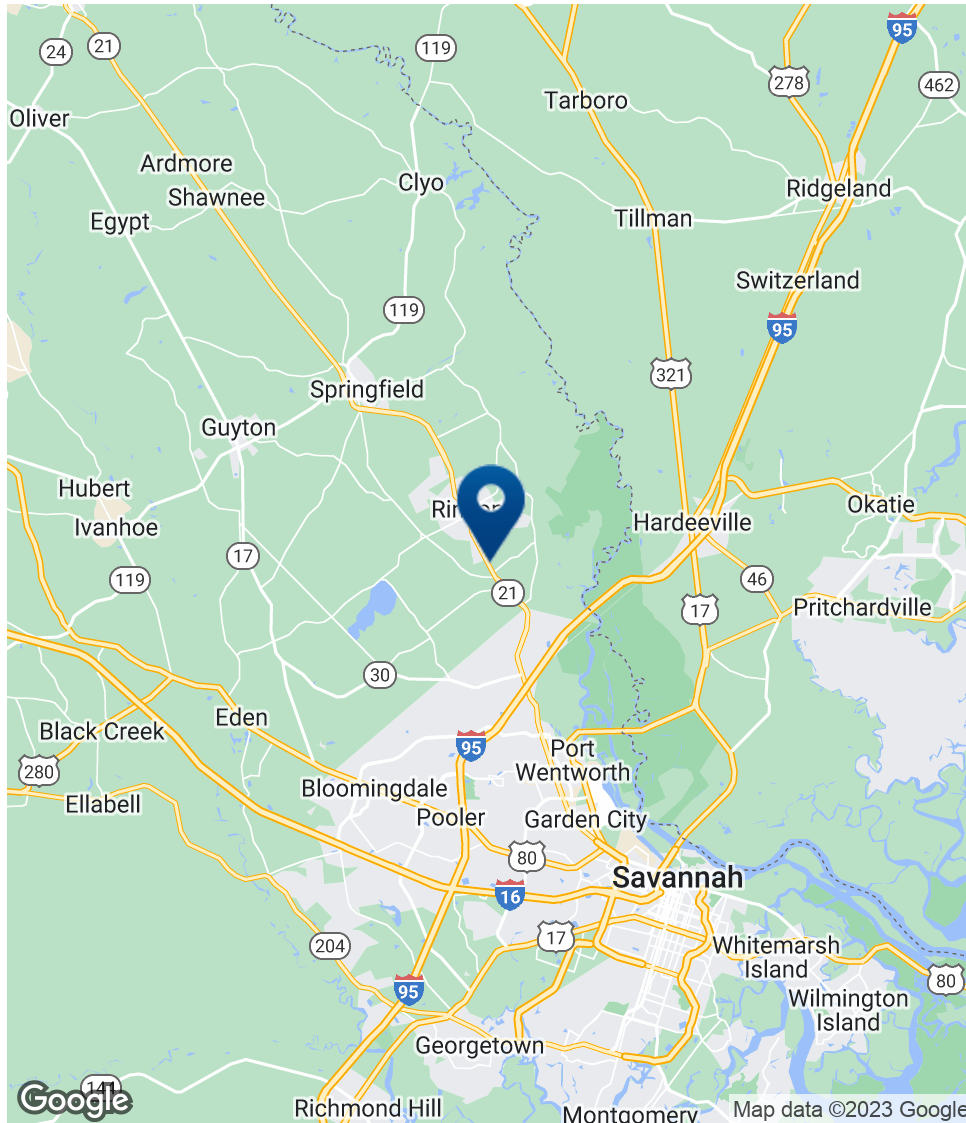 119
95
24
21
278
462
Tarboro
Oliver
Ardmore
Clyo
Ridgeland
Shawnee
Egypt
Tillman
Switzerland
119
95
321
Springfield
Guyton
Hubert
Okatie
Hardeeville
Ivanhoe
17
119
46
21
17
Pritchardville
30
Eden
Black Creek
95
Port
Wentworth
280
Bloomingdale
Ellabell
Pooler
Garden City
80
Savannah
16
17
204
Whitemarsh
Island
80
95
Wilmington
Island
Georgetown
Google
Richmond Hill
Montgomery
Map data ©2023 Google